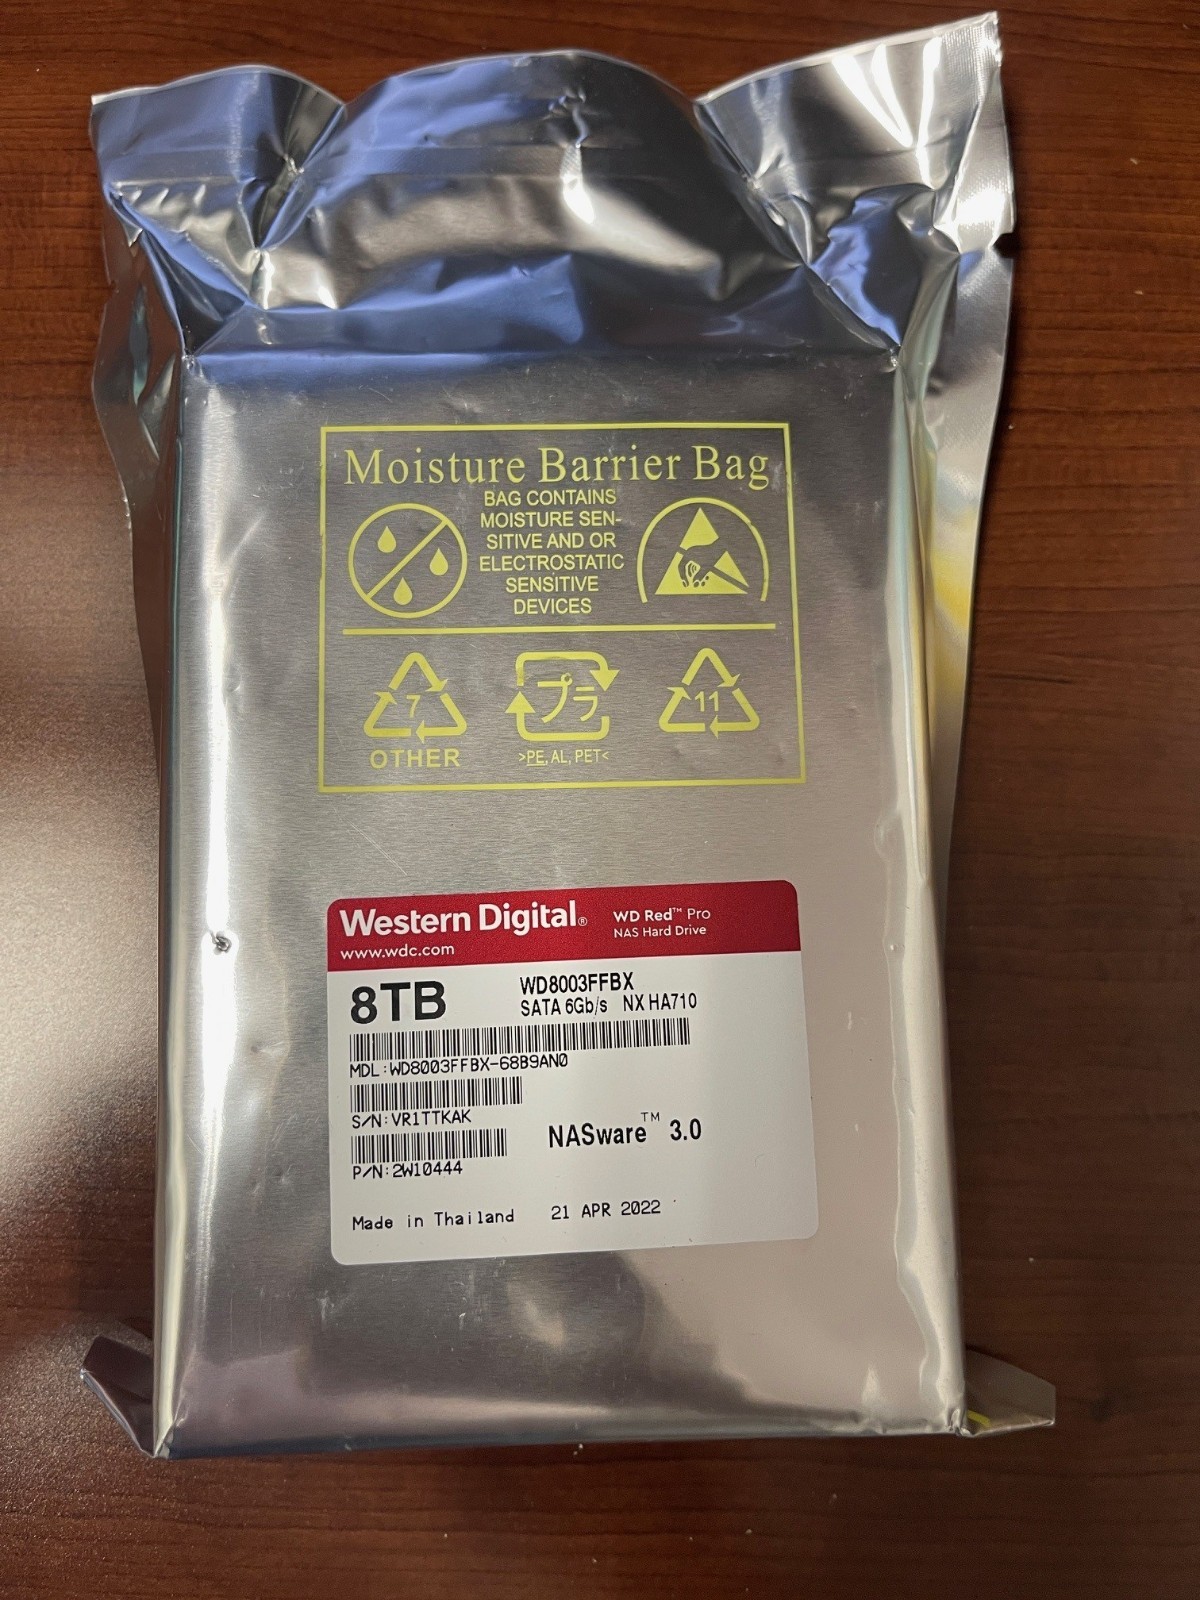 Moisture Barrier Bag
BAG CONTAINS
MOISTURE SEN-
SITIVE AND OR
ELECTROSTATIC
SENSITIVE
DEVICES
7
OTHER
プラ
>PE, AL, PET<
11
Western Digital®
www.wdc.com
WD Red™ Pro
NAS Hard Drive
8TB
WD8003FFBX
SATA 6Gb/s NX HA710
MDL:WD8003FFBX-68B9AN0
S/N:VR1TTKAK
P/N:2W10444
NASware™ 3.0
Made in Thailand 21 APR 2022